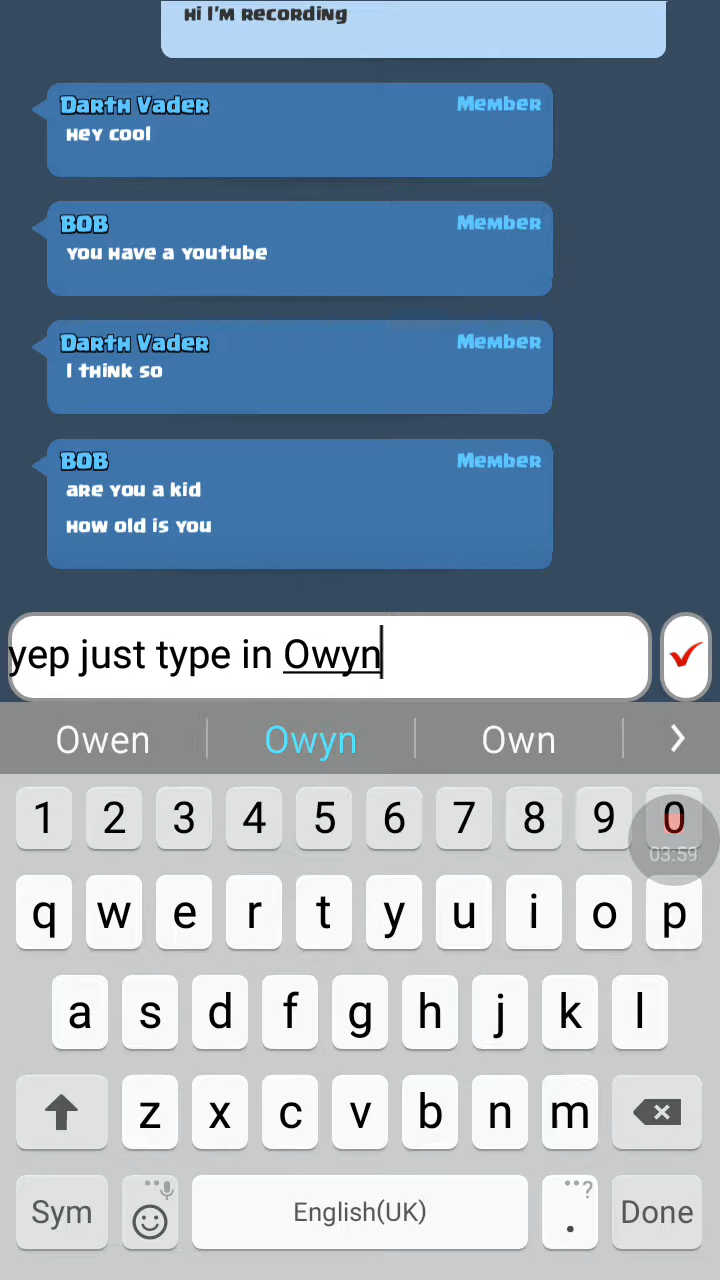 Hi I'm recording
Darth Vader Member
Hey cool
BOB Member
you have a youtube
Darth Vader Member
I think so
BOB Member
are you a kid
How old is you
yep just type in Owyn
Owen Owyn Own
1 2 3 4 5 6 7 8 9 0
03:59
q w e r t y u i o p
a s d f g h j k l
z x c v b n m
Sym English(UK) . ? Done